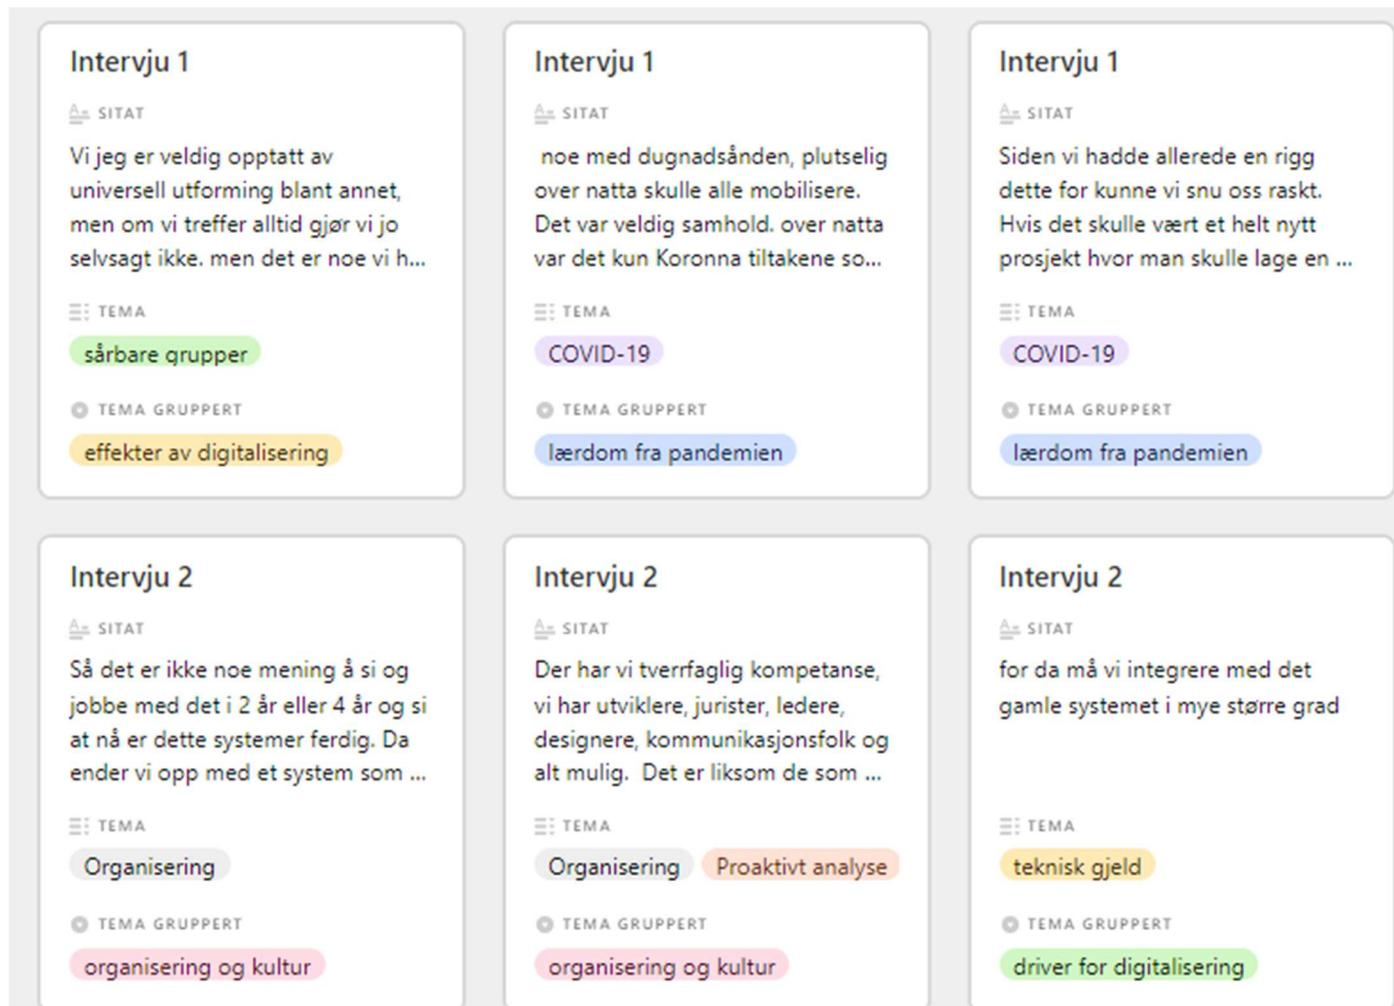 Intervju 1
SITAT
Vi jeg er veldig opptatt av
universell utforming blant annet,
men om vi treffer alltid gjør vi jo
selvsagt ikke. men det er noe vi h...
TEMA
sårbare grupper
TEMA GRUPPERT
effekter av digitalisering
Intervju 1
SITAT
noe med dugnadsånden, plutselig
over natta skulle alle mobilisere.
Det var veldig samhold. over natta
var det kun Koronna tiltakene so...
TEMA
COVID-19
TEMA GRUPPERT
lærdom fra pandemien
Intervju 1
SITAT
Siden vi hadde allerede en rigg
dette for kunne vi snu oss raskt.
Hvis det skulle vært et helt nytt
prosjekt hvor man skulle lage en ...
TEMA
COVID-19
TEMA GRUPPERT
lærdom fra pandemien
Intervju 2
SITAT
Så det er ikke noe mening å si og
jobbe med det i 2 år eller 4 år og si
at nå er dette systemer ferdig. Da
ender vi opp med et system som ...
TEMA
Organisering
TEMA GRUPPERT
organisering og kultur
Intervju 2
SITAT
Der har vi tverrfaglig kompetanse,
vi har utviklere, jurister, ledere,
designere, kommunikasjonsfolk og
alt mulig.  Det er liksom de som ...
TEMA
Organisering Proaktivt analyse
TEMA GRUPPERT
organisering og kultur
Intervju 2
SITAT
for da må vi integrere med det
gamle systemet i mye større grad
TEMA
teknisk gjeld
TEMA GRUPPERT
driver for digitalisering